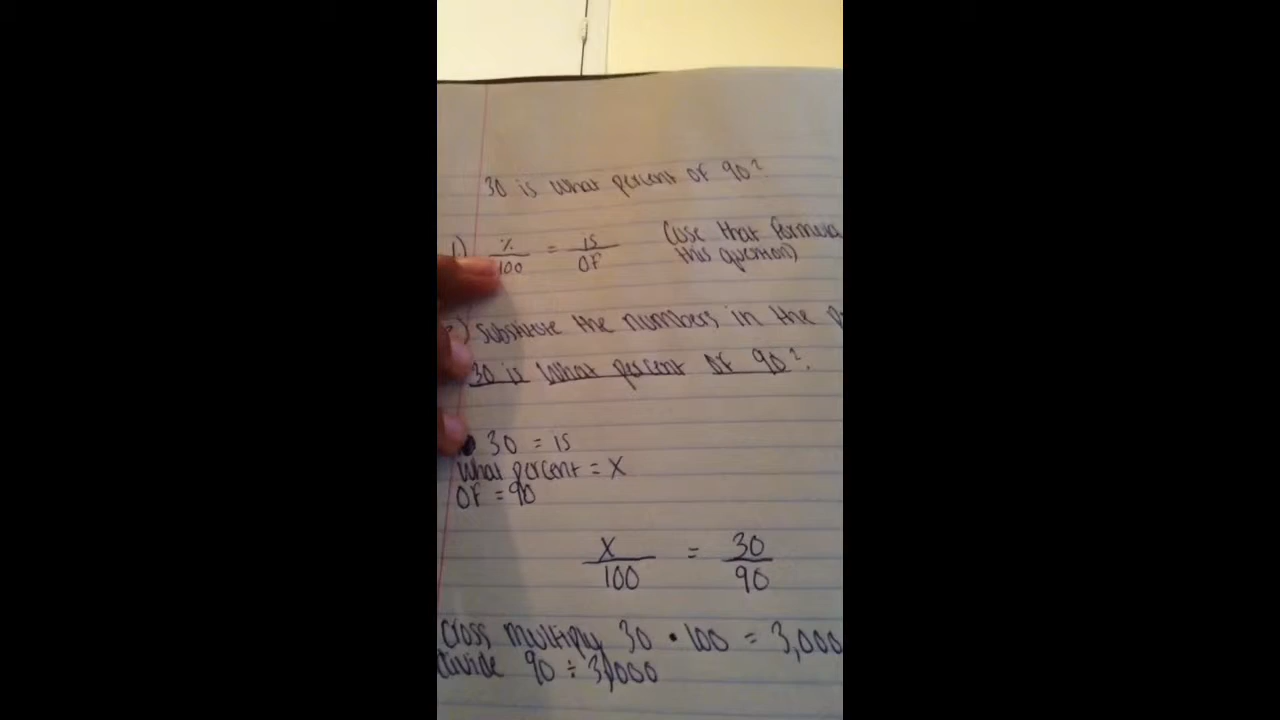 30 is what percent of 90?
1) %/100 = is/OF (use that formula
this question)
2) Substitute the numbers in the
30 is what percent of 90?
30 = is
What percent = X
OF = 90
X/100 = 30/90
Cross multiply 30 • 100 = 3,000
divide 90 ÷ 3,000